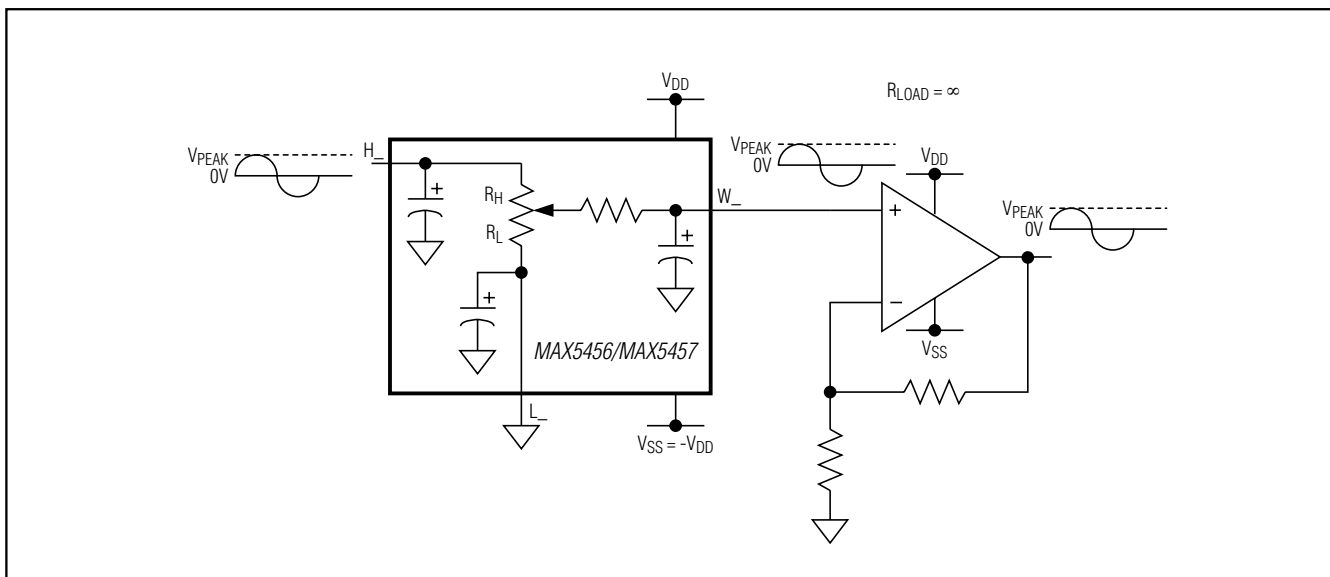 V_DD
R_LOAD = ∞
V_PEAK
0V
H_
R_H
R_L
W_
V_PEAK
0V
V_DD
+
-
V_SS
V_PEAK
0V
+
+
+
MAX5456/MAX5457
L_
V_SS = -V_DD